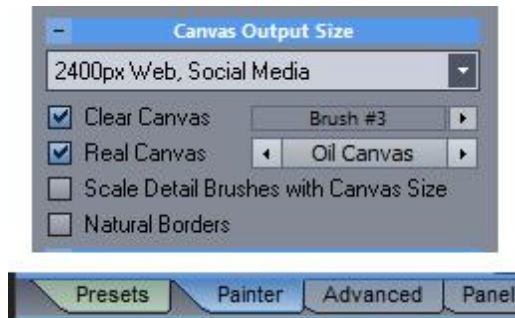 Canvas Output Size
2400px Web, Social Media
Clear Canvas Brush #3
Real Canvas Oil Canvas
Scale Detail Brushes with Canvas Size
Natural Borders
Presets Painter Advanced Panel